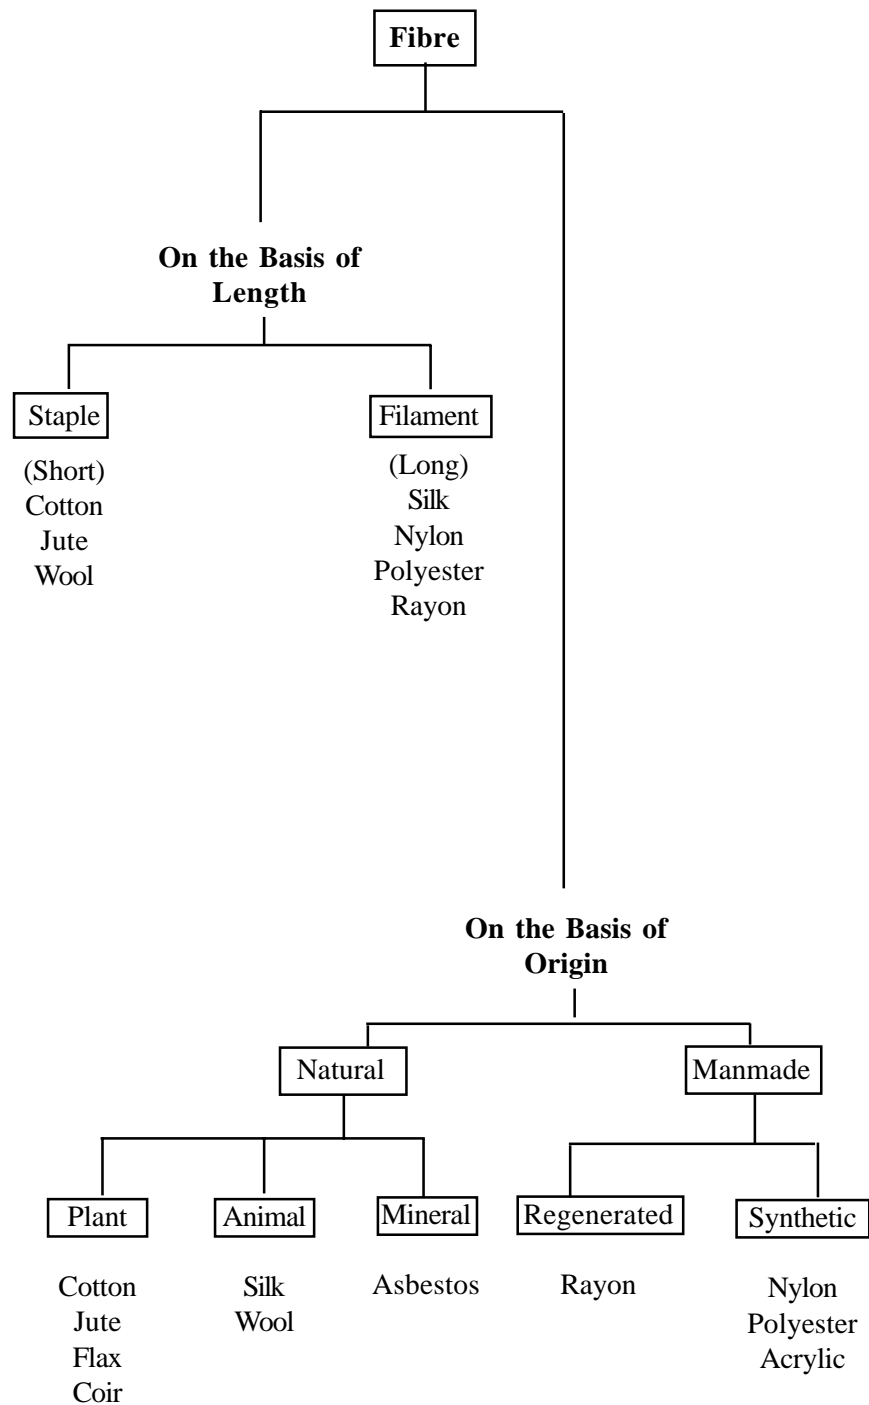 Fibre
On the Basis of
Length
Staple
(Short)
Cotton
Jute
Wool
Filament
(Long)
Silk
Nylon
Polyester
Rayon
On the Basis of
Origin
Natural
Manmade
Plant
Cotton
Jute
Flax
Coir
Animal
Silk
Wool
Mineral
Asbestos
Regenerated
Rayon
Synthetic
Nylon
Polyester
Acrylic